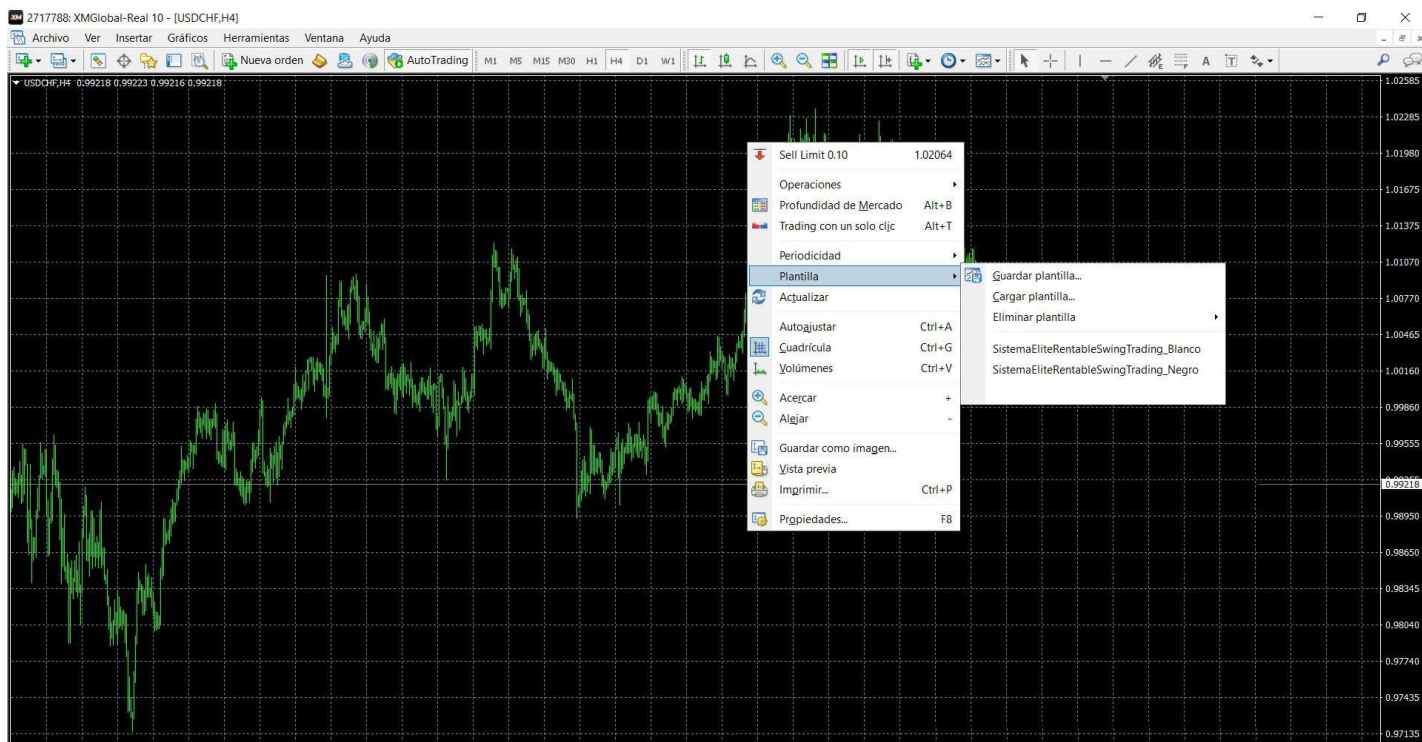 2717788: XMGlobal-Real 10 - [USDCHF,H4]
Archivo Ver Insertar Gráficos Herramientas Ventana Ayuda
Nueva orden AutoTrading M1 M5 M15 M30 H1 H4 D1 W1 A T
USDCHF,H4 0.99218 0.99223 0.99216 0.99218
Sell Limit 0.10 1.02064
Operaciones
Profundidad de Mercado Alt+B
Trading con un solo clic Alt+T
Periodicidad
Plantilla
Actualizar
Autoajustar Ctrl+A
Cuadrícula Ctrl+G
Volúmenes Ctrl+V
Acercar +
Alejar -
Guardar como imagen...
Vista previa
Imprimir... Ctrl+P
Propiedades... F8
Guardar plantilla...
Cargar plantilla...
Eliminar plantilla
SistemaEliteRentableSwingTrading_Blanco
SistemaEliteRentableSwingTrading_Negro
1.02585
1.02285
1.01980
1.01675
1.01375
1.01070
1.00770
1.00465
1.00160
0.99860
0.99555
0.99218
0.98950
0.98650
0.98345
0.98040
0.97740
0.97435
0.97135